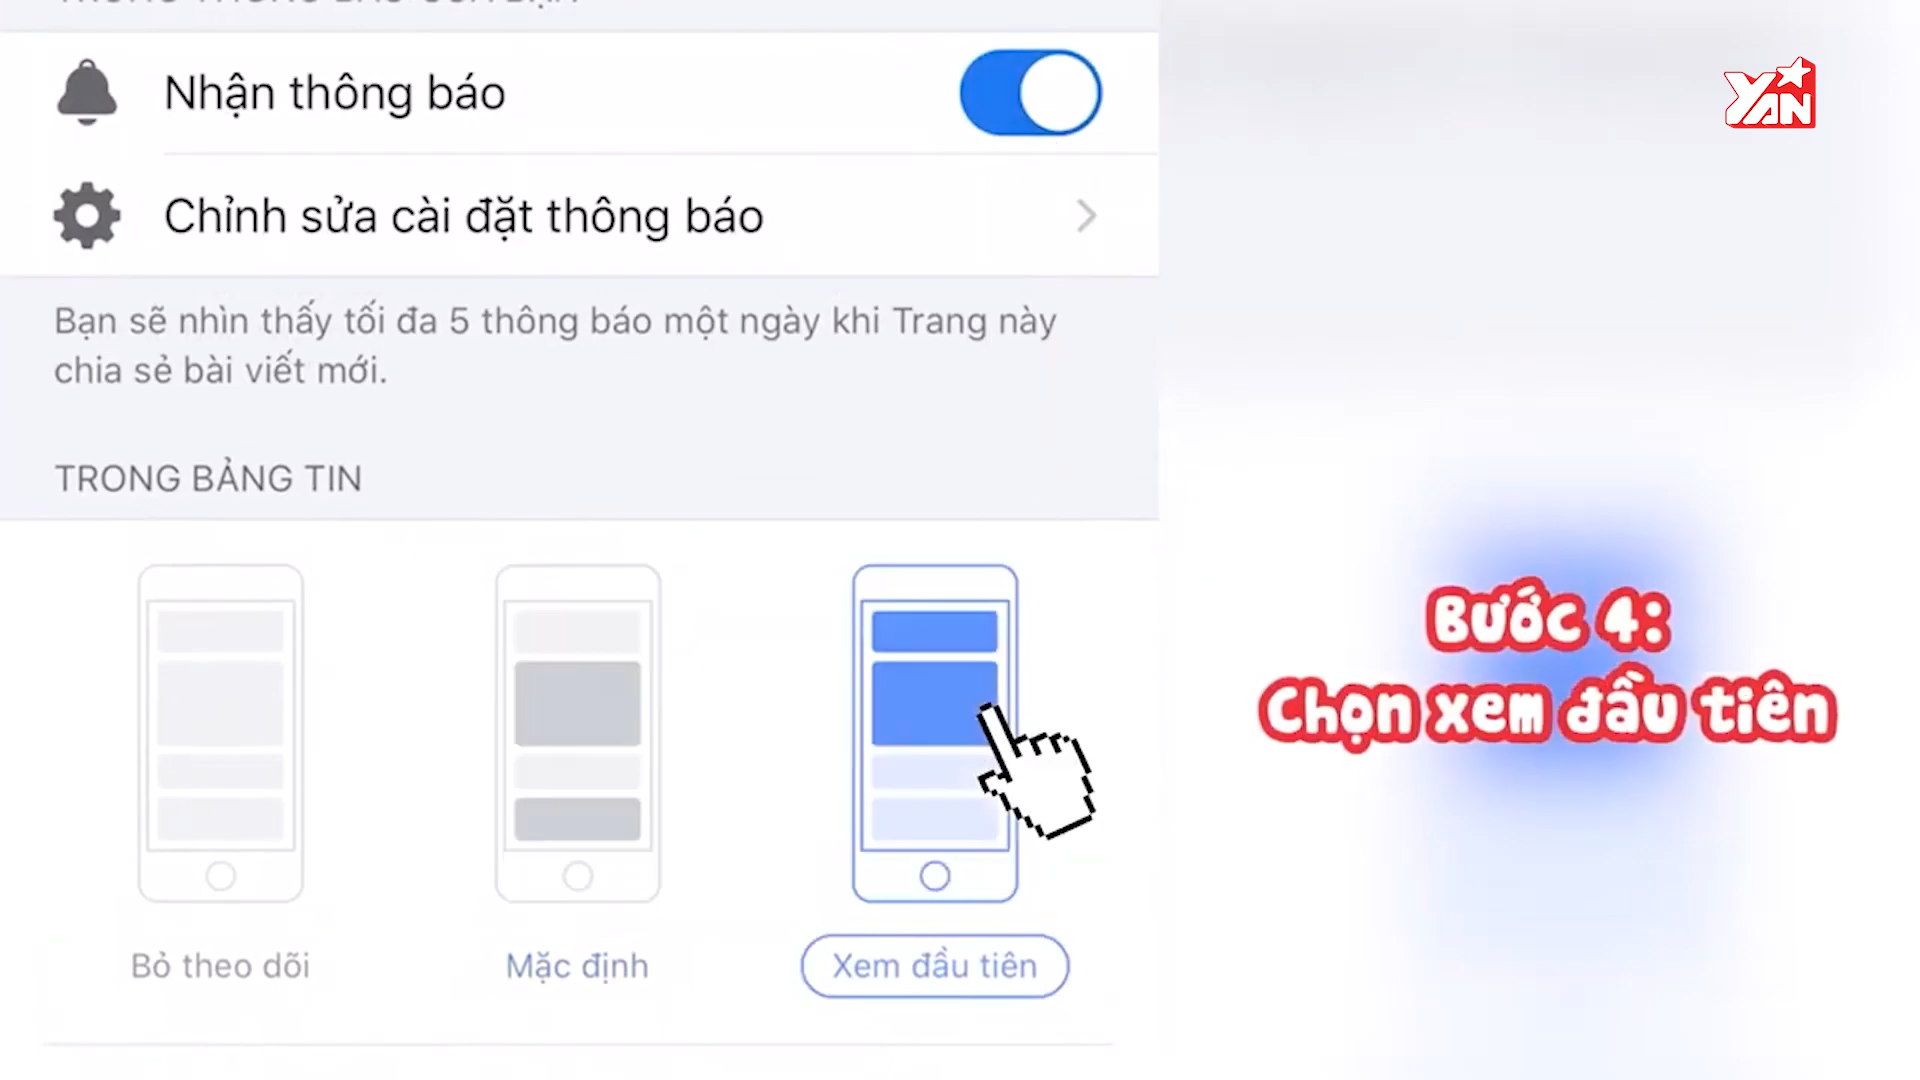 YAN
Nhận thông báo
Chỉnh sửa cài đặt thông báo
Bạn sẽ nhìn thấy tối đa 5 thông báo một ngày khi Trang này
chia sẻ bài viết mới.
TRONG BẢNG TIN
Bỏ theo dõi
Mặc định
Xem đầu tiên
Bước 4:
Chọn xem đầu tiên